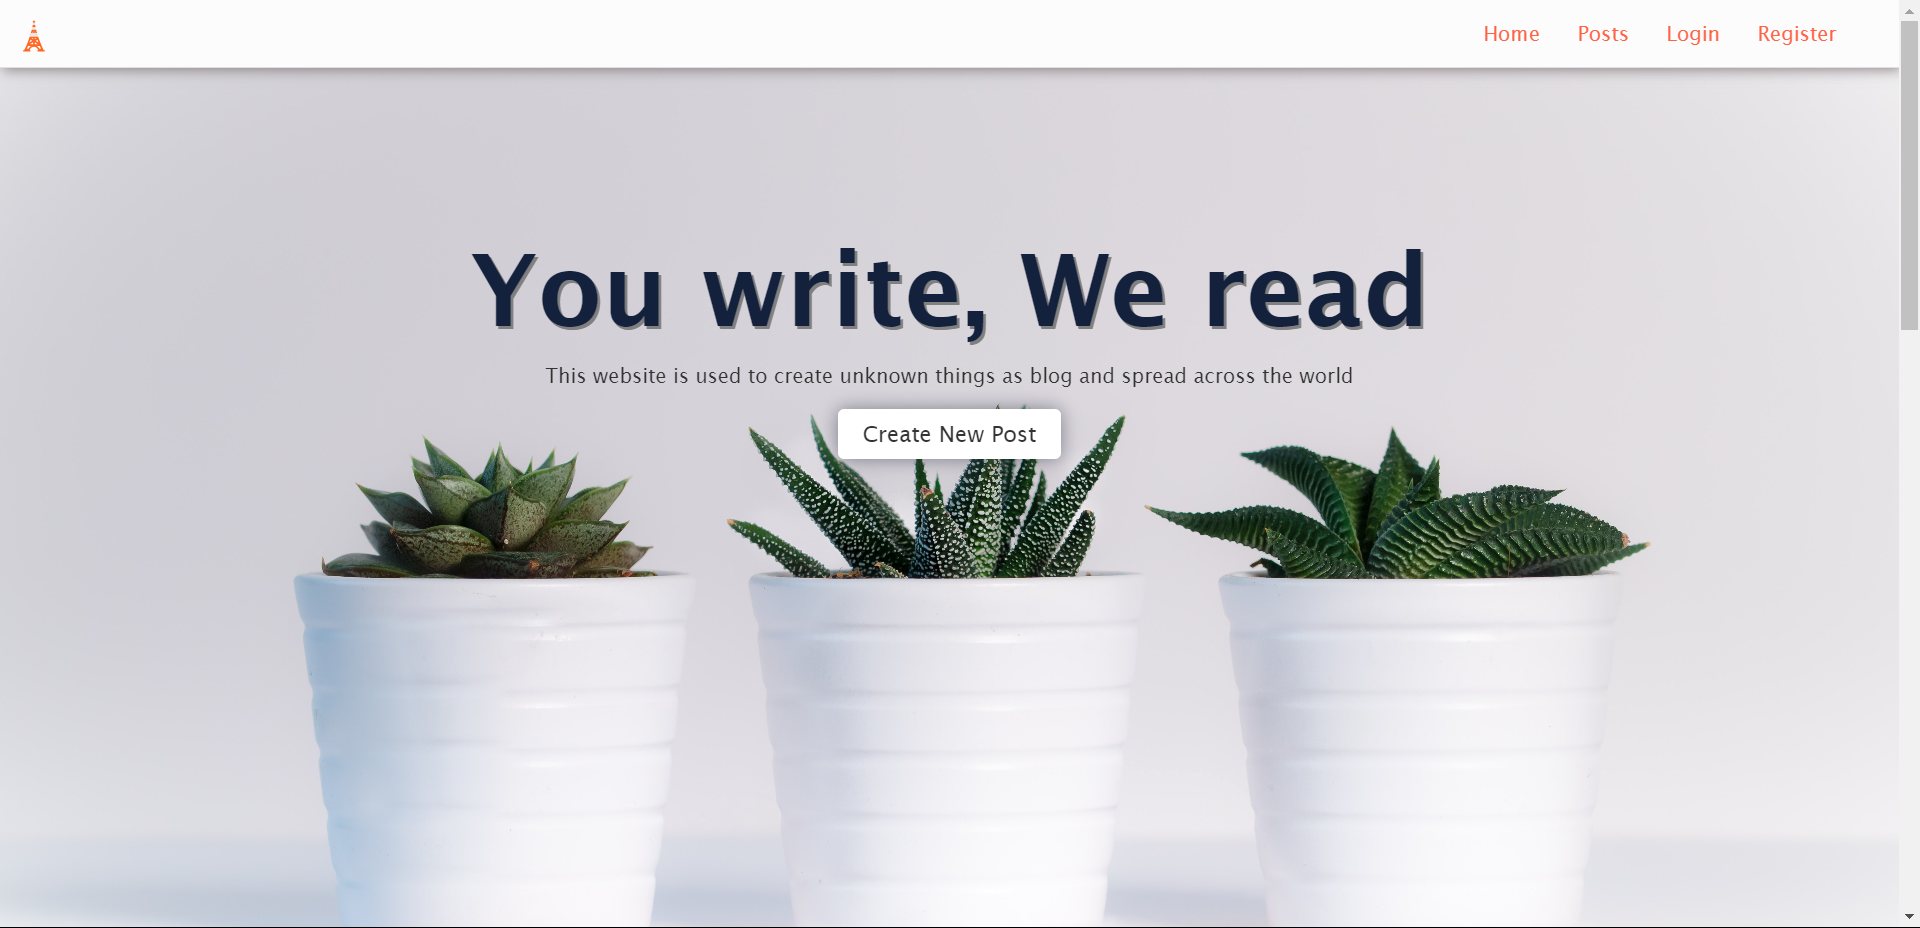 Home Posts Login Register
You write, We read
This website is used to create unknown things as blog and spread across the world
Create New Post